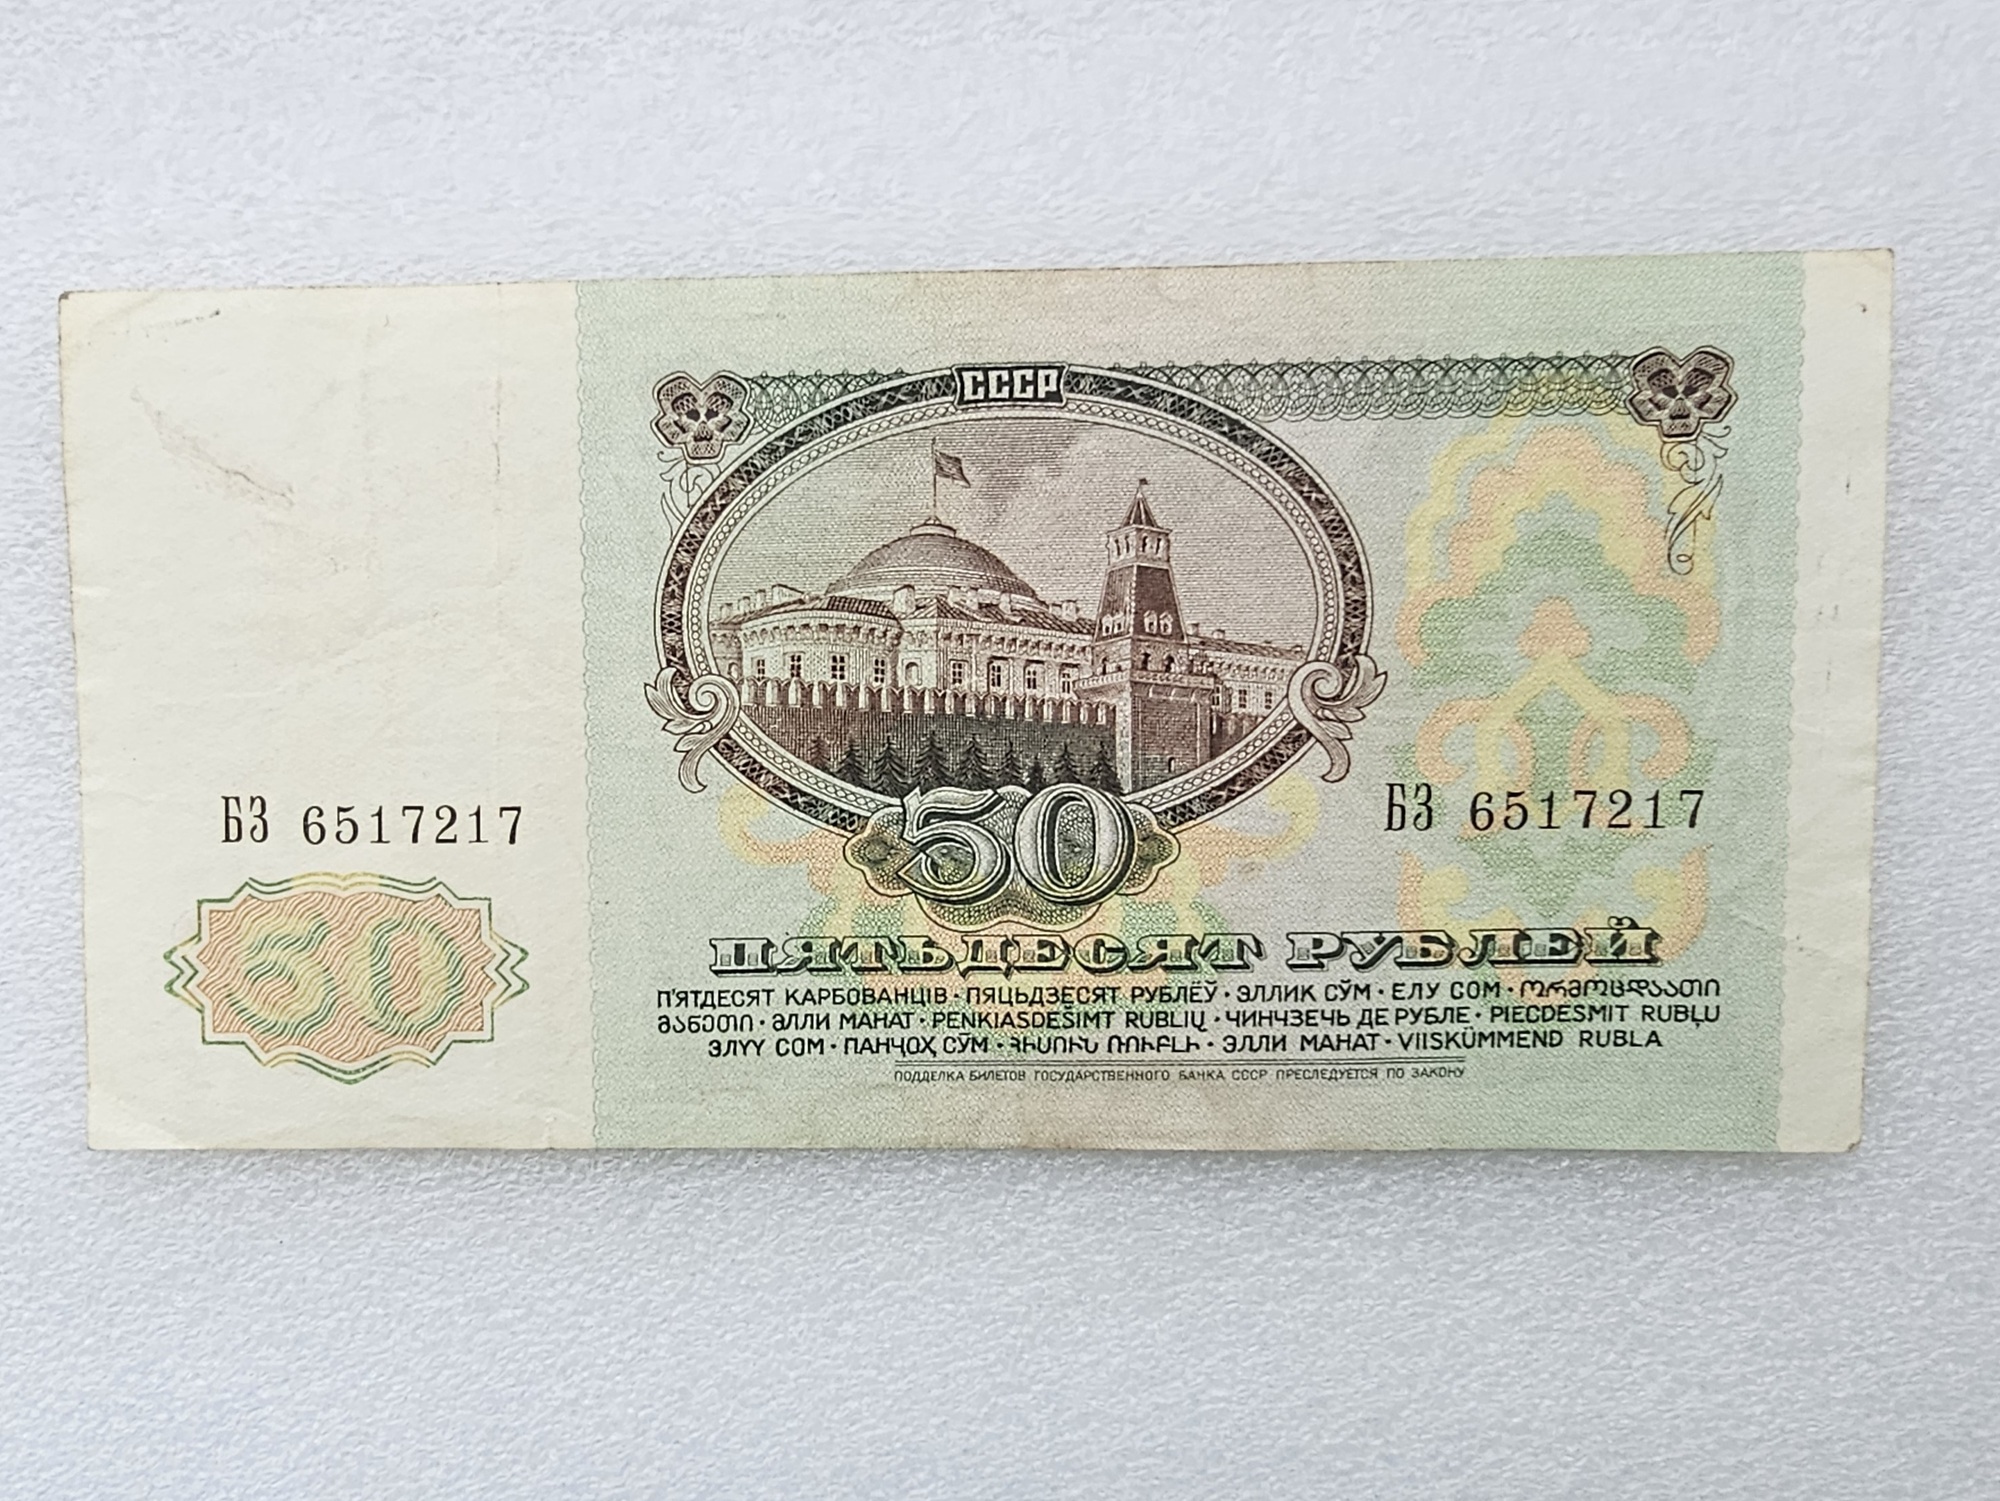 СССР
БЗ 6517217
50
БЗ 6517217
50
ПЯТЬДЕСЯТ РУБЛЕЙ
П'ЯТДЕСЯТ КАРБОВАНЦІВ · ПЯЦЬДЗЕСЯТ РУБЛЁЎ · ЭЛЛИК СЎМ · ЕЛУ СОМ · ᲝᲠᲛᲝᲪᲓᲐᲐᲗᲘ
ᲛᲐᲜᲔᲗᲘ · ӘЛЛИ МАНАТ · PENKIASDEŠIMT RUBLIŲ · ЧИНЧЗЕЧЬ ДЕ РУБЛЕ · PIECDESMIT RUBĻU
ЭЛҮҮ СОМ · ПАНҶОҲ СЎМ · ՀԻՍՈՒՆ ՌՈՒԲԼԻ · ЭЛЛИ МАНАТ · VIISKÜMMEND RUBLA
ПОДДЕЛКА БИЛЕТОВ ГОСУДАРСТВЕННОГО БАНКА СССР ПРЕСЛЕДУЕТСЯ ПО ЗАКОНУ